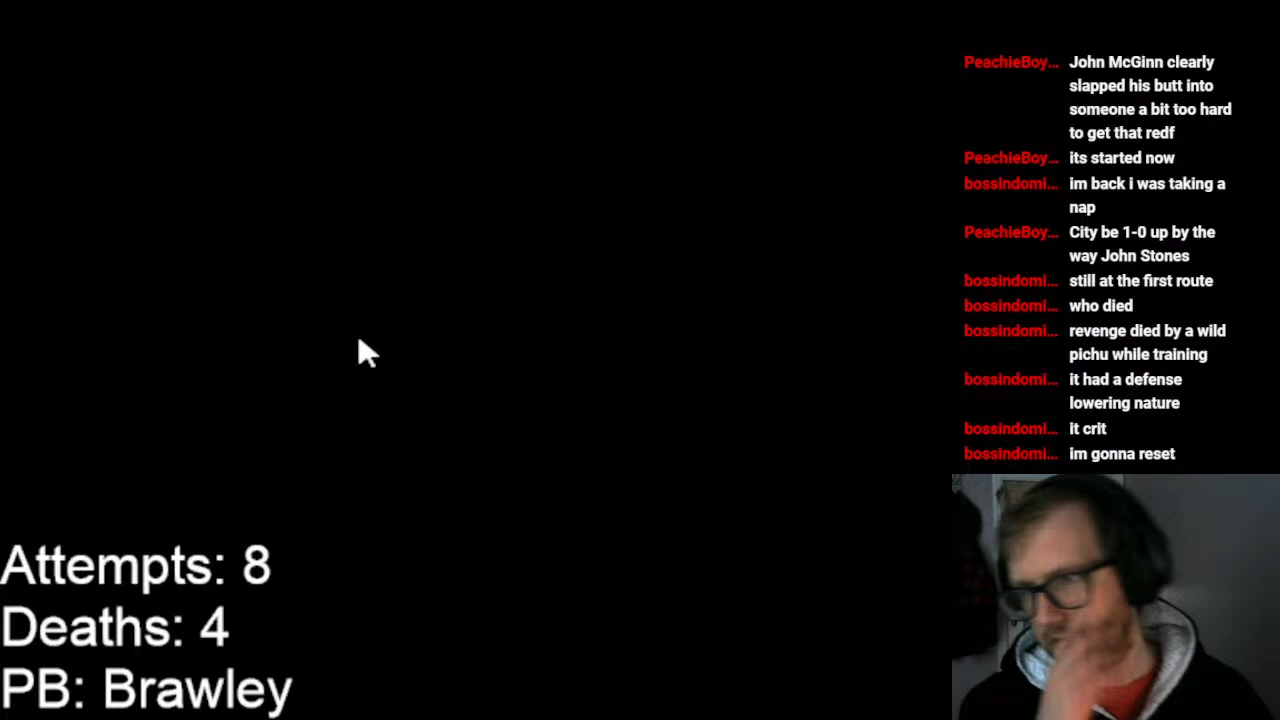 PeachieBoy… John McGinn clearly
slapped his butt into
someone a bit too hard
to get that redf
PeachieBoy… its started now
bossindomi… im back i was taking a
nap
PeachieBoy… City be 1-0 up by the
way John Stones
bossindomi… still at the first route
bossindomi… who died
bossindomi… revenge died by a wild
pichu while training
bossindomi… it had a defense
lowering nature
bossindomi… it crit
bossindomi… im gonna reset
Attempts: 8
Deaths: 4
PB: Brawley